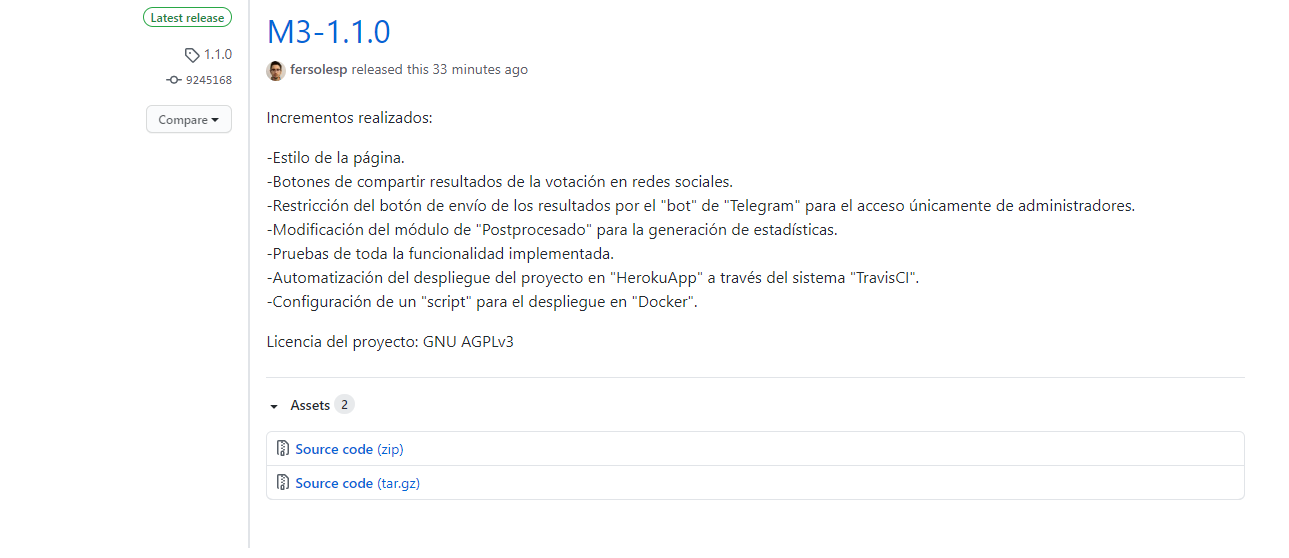 Latest release
1.1.0
9245168
Compare
M3-1.1.0
fersolesp released this 33 minutes ago
Incrementos realizados:
-Estilo de la página.
-Botones de compartir resultados de la votación en redes sociales.
-Restricción del botón de envío de los resultados por el "bot" de "Telegram" para el acceso únicamente de administradores.
-Modificación del módulo de "Postprocesado" para la generación de estadísticas.
-Pruebas de toda la funcionalidad implementada.
-Automatización del despliegue del proyecto en "HerokuApp" a través del sistema "TravisCI".
-Configuración de un "script" para el despliegue en "Docker".
Licencia del proyecto: GNU AGPLv3
Assets 2
Source code (zip)
Source code (tar.gz)